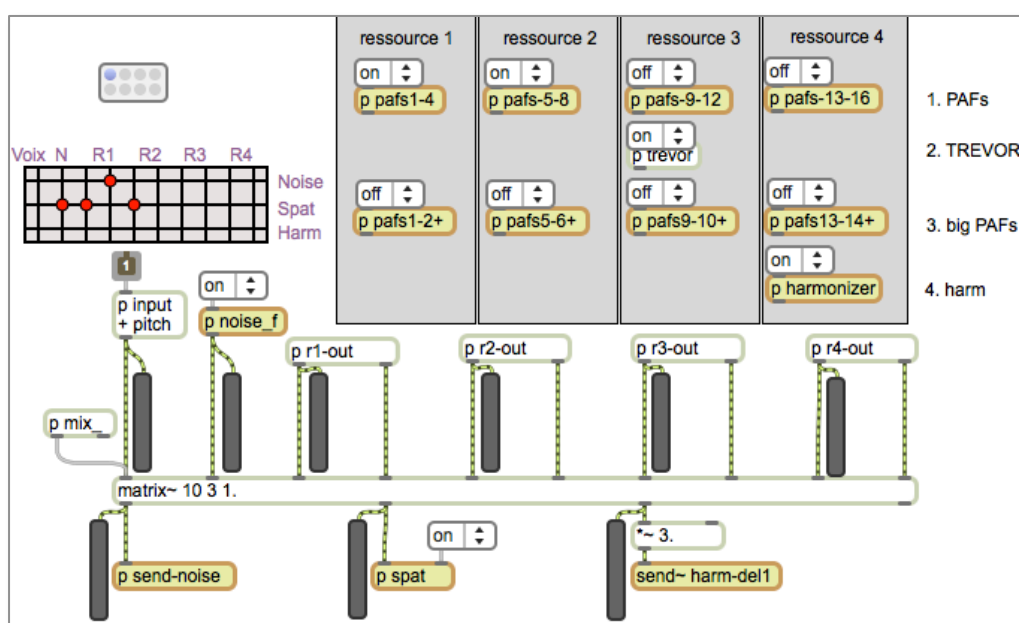 ressource 1 ressource 2 ressource 3 ressource 4
on on off off
p pafs1-4 p pafs-5-8 p pafs-9-12 p pafs-13-16 1. PAFs
on
p trevor 2. TREVOR
Voix N R1 R2 R3 R4
Noise
off off off off
Spat
p pafs1-2+ p pafs5-6+ p pafs9-10+ p pafs13-14+ 3. big PAFs
Harm
on
1
p harmonizer 4. harm
on
p input
+ pitch
p noise_f
p r1-out p r2-out p r3-out p r4-out
p mix_
matrix~ 10 3 1.
on
*~ 3.
p send-noise p spat send~ harm-del1